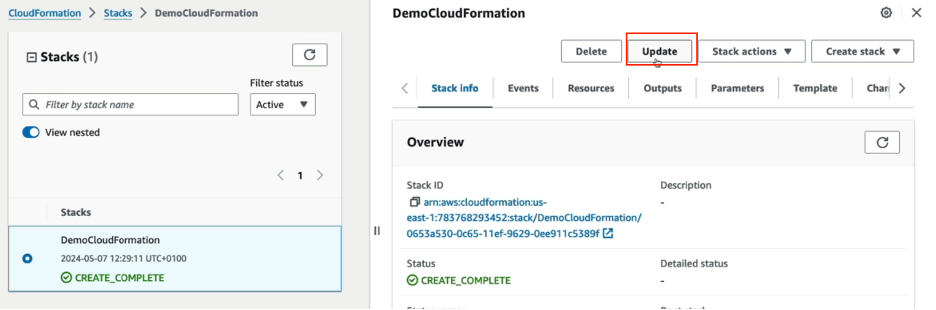 CloudFormation > Stacks > DemoCloudFormation
Stacks (1)
Filter status
Filter by stack name
Active
View nested
1
Stacks
DemoCloudFormation
2024-05-07 12:29:11 UTC+0100
CREATE_COMPLETE
DemoCloudFormation
Delete
Update
Stack actions
Create stack
Stack info
Events
Resources
Outputs
Parameters
Template
Chan
Overview
Stack ID
arn:aws:cloudformation:us-
east-1:783768293452:stack/DemoCloudFormation/
0653a530-0c65-11ef-9629-0ee911c5389f
Description
-
Status
CREATE_COMPLETE
Detailed status
-